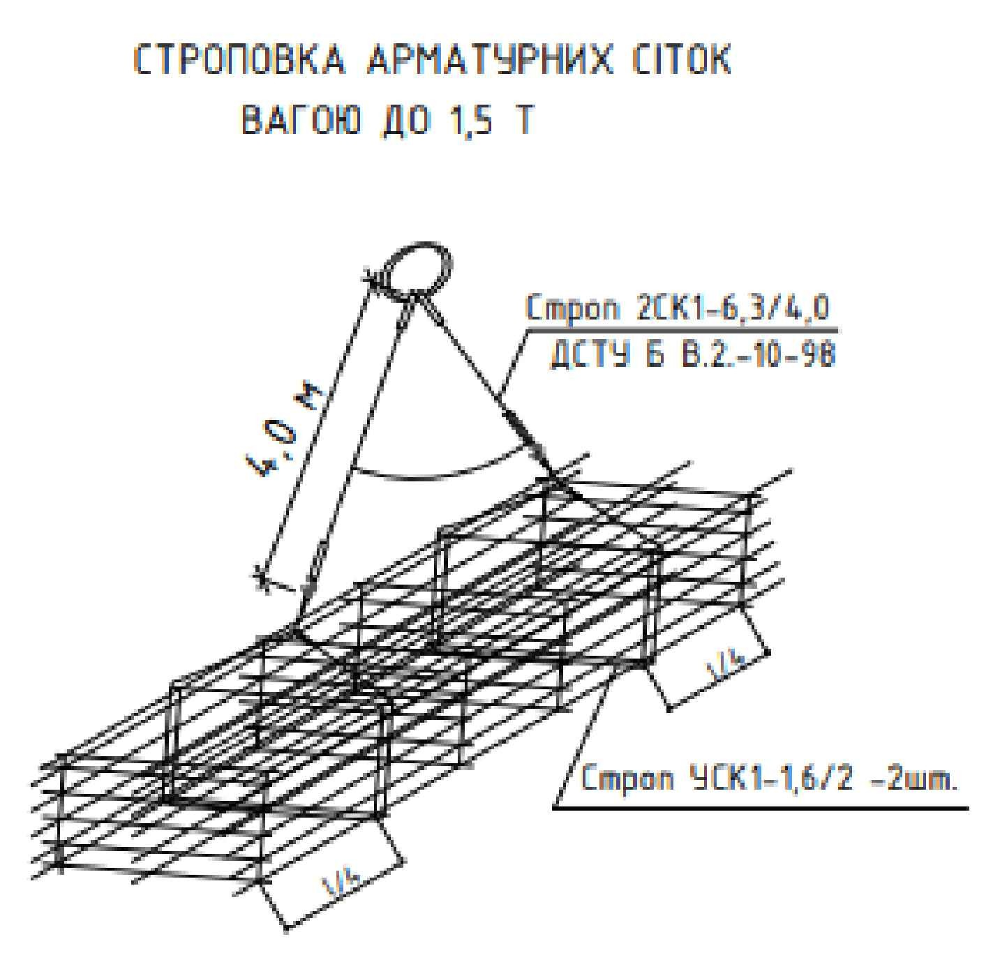 СТРОПОВКА АРМАТУРНИХ СІТОК
ВАГОЮ ДО 1,5 Т
Строп 2СК1-6,3/4,0
ДСТУ Б В.2.-10-98
4,0 м
1/4
Строп УСК1-1,6/2 -2шт.
1/4